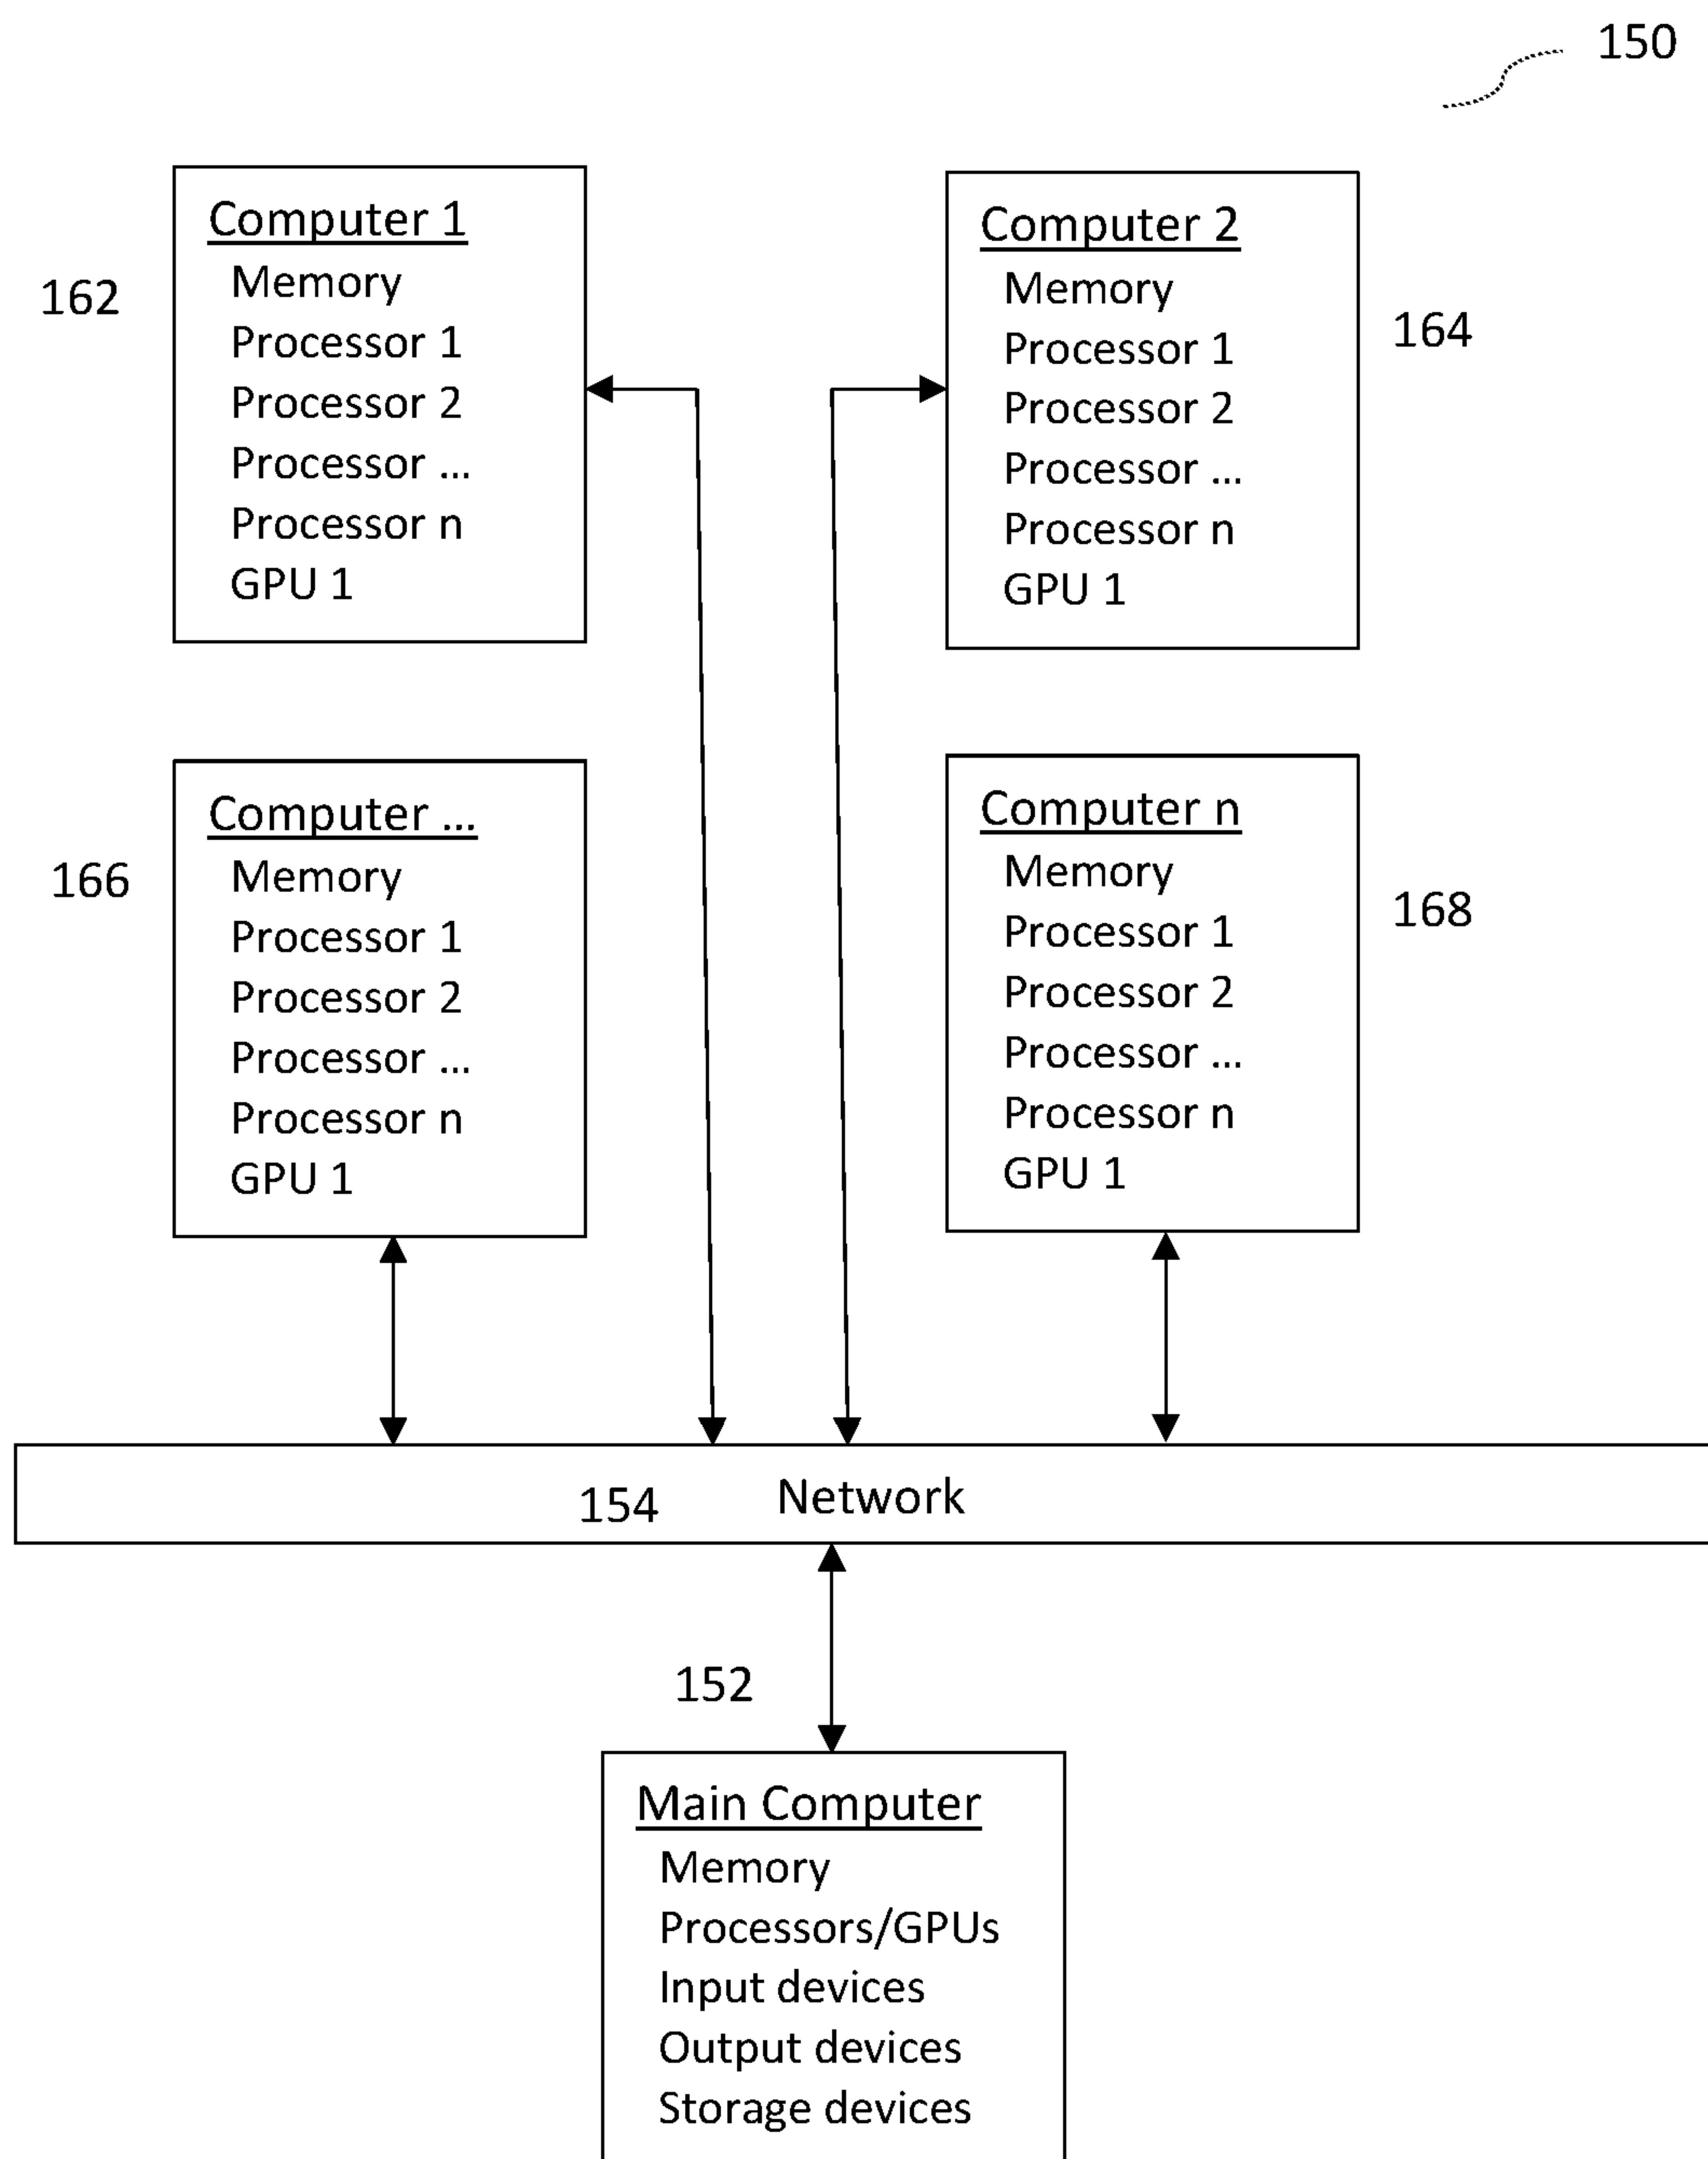 150
Computer 1
Memory
Processor 1
Processor 2
Processor ...
Processor n
GPU 1
162
Computer 2
Memory
Processor 1
Processor 2
Processor ...
Processor n
GPU 1
164
Computer ...
Memory
Processor 1
Processor 2
Processor ...
Processor n
GPU 1
166
Computer n
Memory
Processor 1
Processor 2
Processor ...
Processor n
GPU 1
168
154 Network
152
Main Computer
Memory
Processors/GPUs
Input devices
Output devices
Storage devices